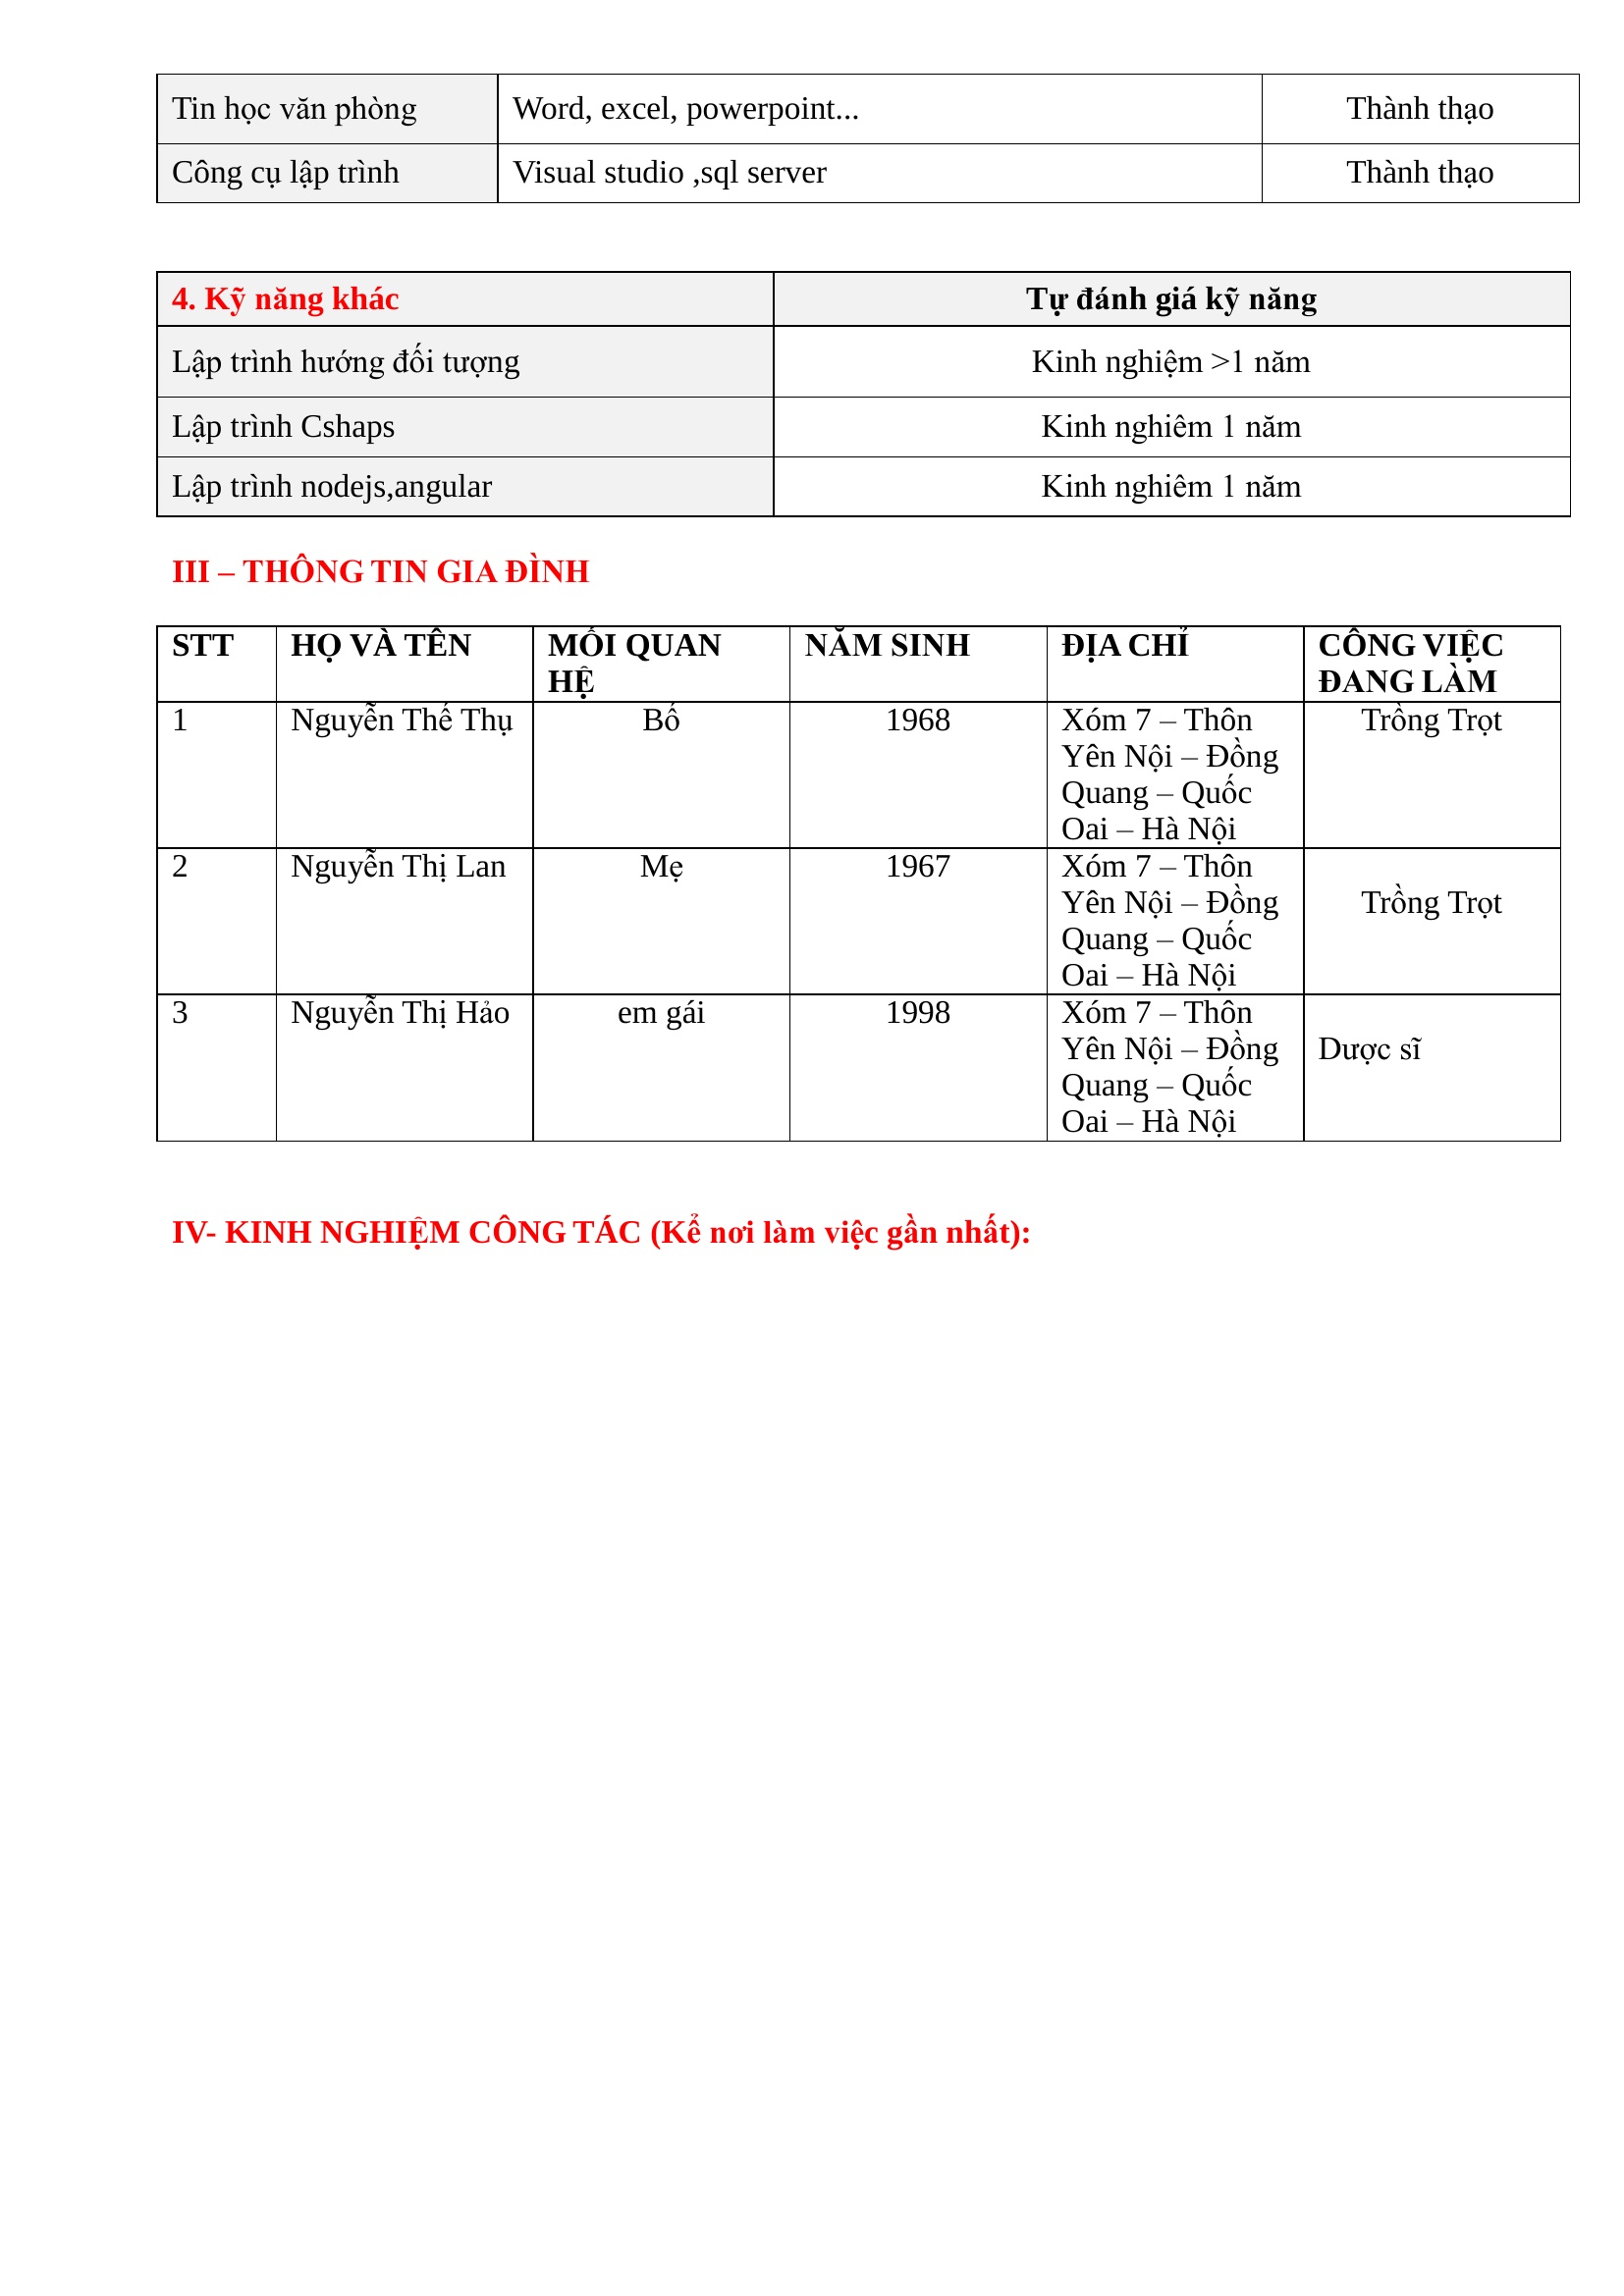 Tin học văn phòng Word, excel, powerpoint... Thành thạo
Công cụ lập trình Visual studio ,sql server Thành thạo
4. Kỹ năng khác Tự đánh giá kỹ năng
Lập trình hướng đối tượng Kinh nghiệm >1 năm
Lập trình Cshaps Kinh nghiêm 1 năm
Lập trình nodejs,angular Kinh nghiêm 1 năm
III – THÔNG TIN GIA ĐÌNH
STT HỌ VÀ TÊN MỐI QUAN NĂM SINH ĐỊA CHỈ CÔNG VIỆC
HỆ ĐANG LÀM
1 Nguyễn Thế Thụ Bố 1968 Xóm 7 – Thôn Trồng Trọt
Yên Nội – Đồng
Quang – Quốc
Oai – Hà Nội
2 Nguyễn Thị Lan Mẹ 1967 Xóm 7 – Thôn
Yên Nội – Đồng Trồng Trọt
Quang – Quốc
Oai – Hà Nội
3 Nguyễn Thị Hảo em gái 1998 Xóm 7 – Thôn
Yên Nội – Đồng Dược sĩ
Quang – Quốc
Oai – Hà Nội
IV- KINH NGHIỆM CÔNG TÁC (Kể nơi làm việc gần nhất):